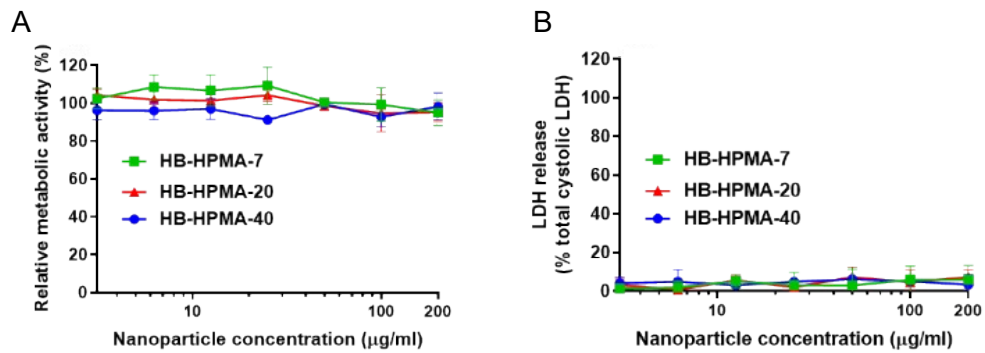 A
Relative metabolic activity (%)
120
100
80
60
40
20
0
HB-HPMA-7
HB-HPMA-20
HB-HPMA-40
10
100
200
Nanoparticle concentration (µg/ml)
B
LDH release
(% total cystolic LDH)
120
100
80
60
40
20
0
HB-HPMA-7
HB-HPMA-20
HB-HPMA-40
10
100
200
Nanoparticle concentration (µg/ml)